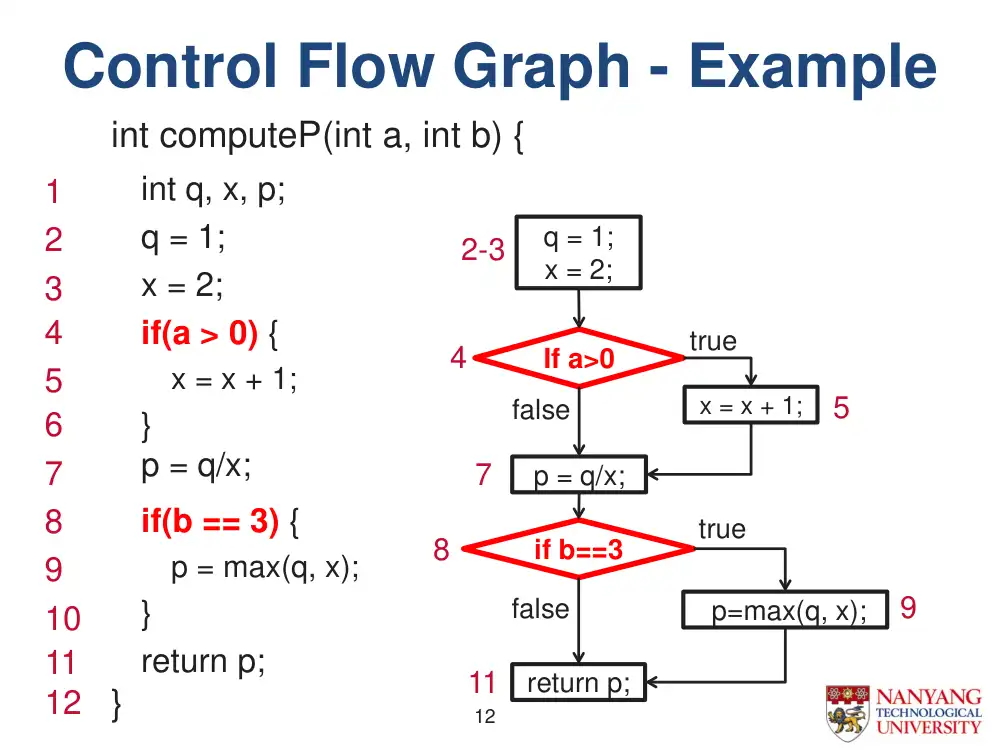 Control Flow Graph - Example
int computeP(int a, int b) {
1 int q, x, p;
2 q = 1;
3 x = 2;
4 if(a > 0) {
5 x = x + 1;
6 }
7 p = q/x;
8 if(b == 3) {
9 p = max(q, x);
10 }
11 return p;
12 }
2-3
q = 1;
x = 2;
4 If a>0
true
false
x = x + 1; 5
7 p = q/x;
8 if b==3
true
false
p=max(q, x); 9
11 return p;
12
NANYANG
TECHNOLOGICAL
UNIVERSITY